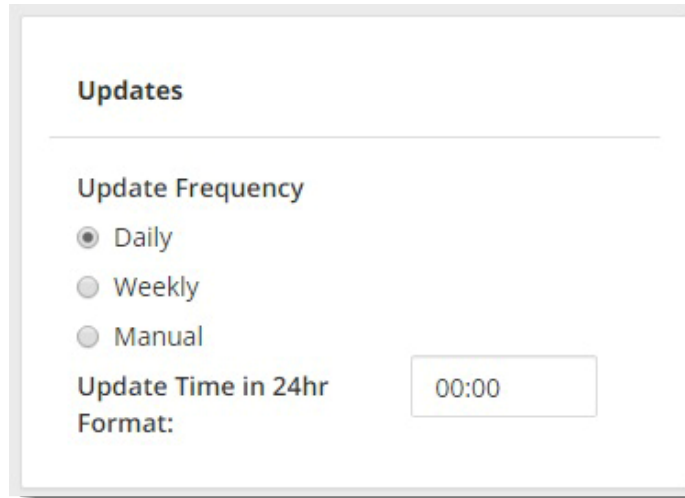 Updates
Update Frequency
Daily
Weekly
Manual
Update Time in 24hr
Format:
00:00